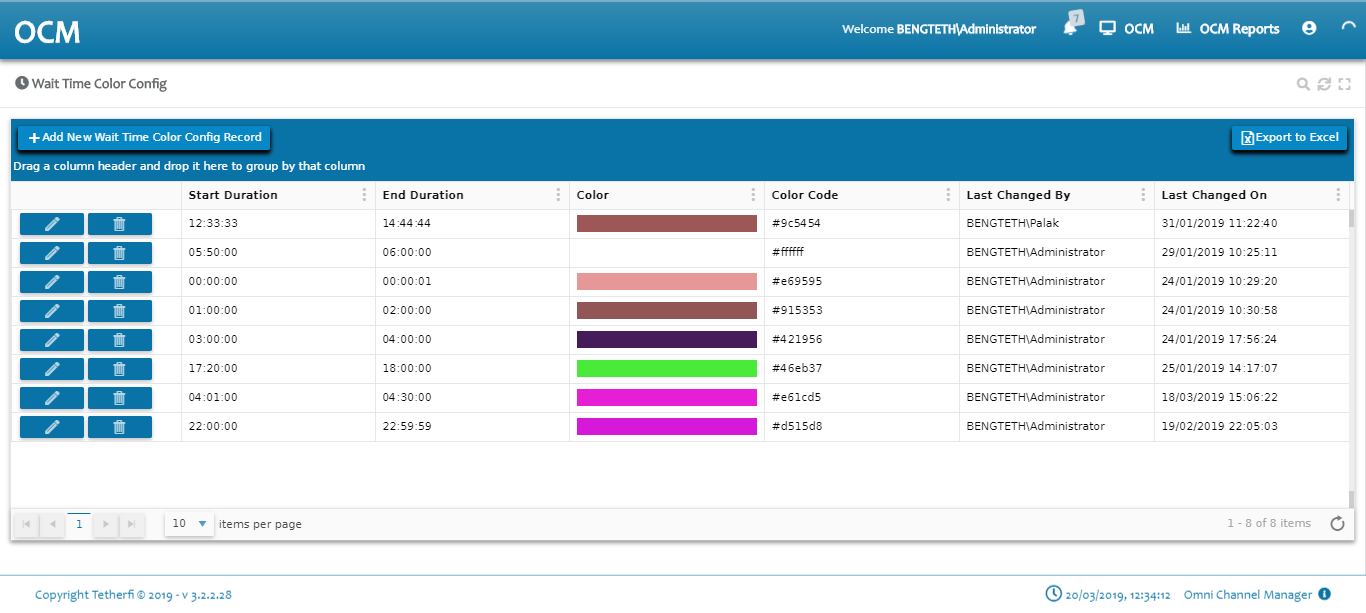 OCM
Welcome BENGTETH\Administrator 7 OCM OCM Reports
Wait Time Color Config
Add New Wait Time Color Config Record Export to Excel
Drag a column header and drop it here to group by that column
Start Duration End Duration Color Color Code Last Changed By Last Changed On
12:33:33 14:44:44 #9c5454 BENGTETH\Palak 31/01/2019 11:22:40
05:50:00 06:00:00 #ffffff BENGTETH\Administrator 29/01/2019 10:25:11
00:00:00 00:00:01 #e69595 BENGTETH\Administrator 24/01/2019 10:29:20
01:00:00 02:00:00 #915353 BENGTETH\Administrator 24/01/2019 10:30:58
03:00:00 04:00:00 #421956 BENGTETH\Administrator 24/01/2019 17:56:24
17:20:00 18:00:00 #46eb37 BENGTETH\Administrator 25/01/2019 14:17:07
04:01:00 04:30:00 #e61cd5 BENGTETH\Administrator 18/03/2019 15:06:22
22:00:00 22:59:59 #d515d8 BENGTETH\Administrator 19/02/2019 22:05:03
1 10 items per page 1 - 8 of 8 items
Copyright Tetherfi © 2019 - v 3.2.2.28 20/03/2019, 12:34:12 Omni Channel Manager